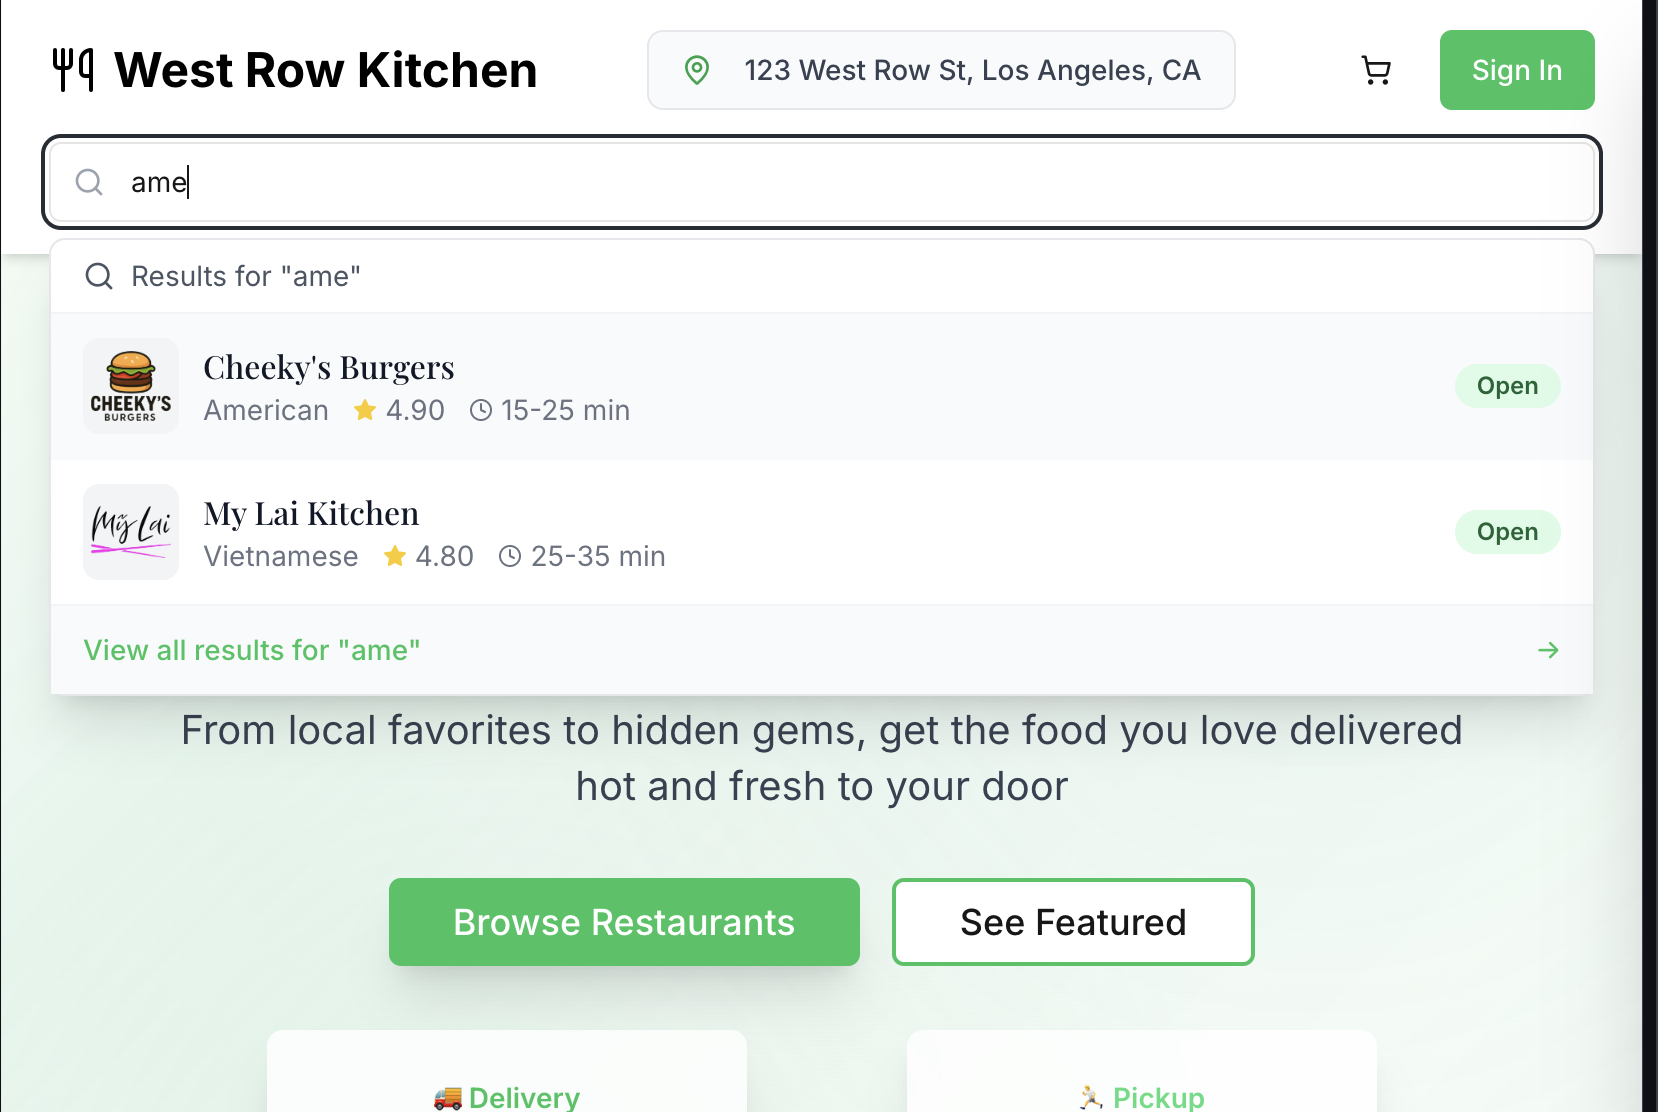 West Row Kitchen
123 West Row St, Los Angeles, CA
Sign In
ame
Results for "ame"
CHEEKY'S
BURGERS
Cheeky's Burgers
American 4.90 15-25 min
Open
Mỹ Lai
My Lai Kitchen
Vietnamese 4.80 25-35 min
Open
View all results for "ame"
From local favorites to hidden gems, get the food you love delivered
hot and fresh to your door
Browse Restaurants
See Featured
Delivery
Pickup